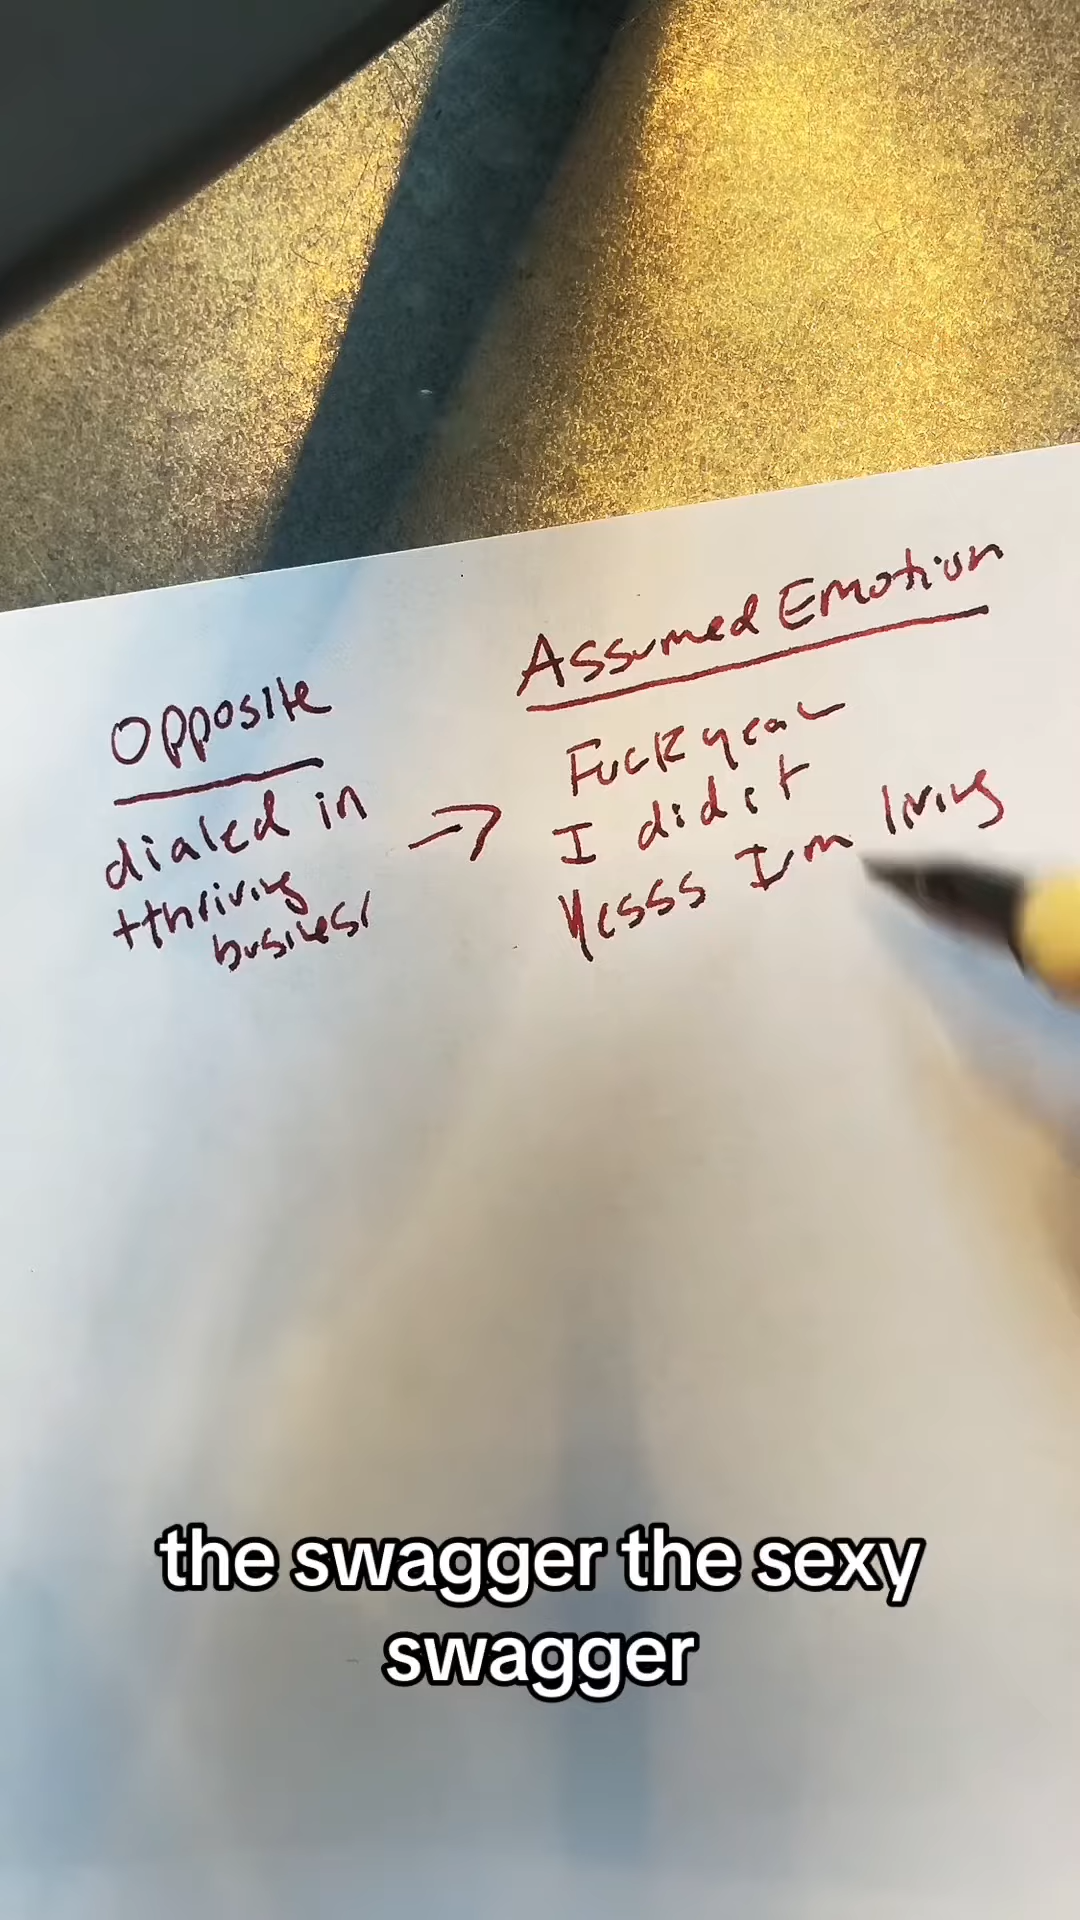 Opposite
dialed in
+thriving
business
→
Assumed Emotion
Fuck yeah
I did it
Yesss I'm living
the swagger the sexy
swagger